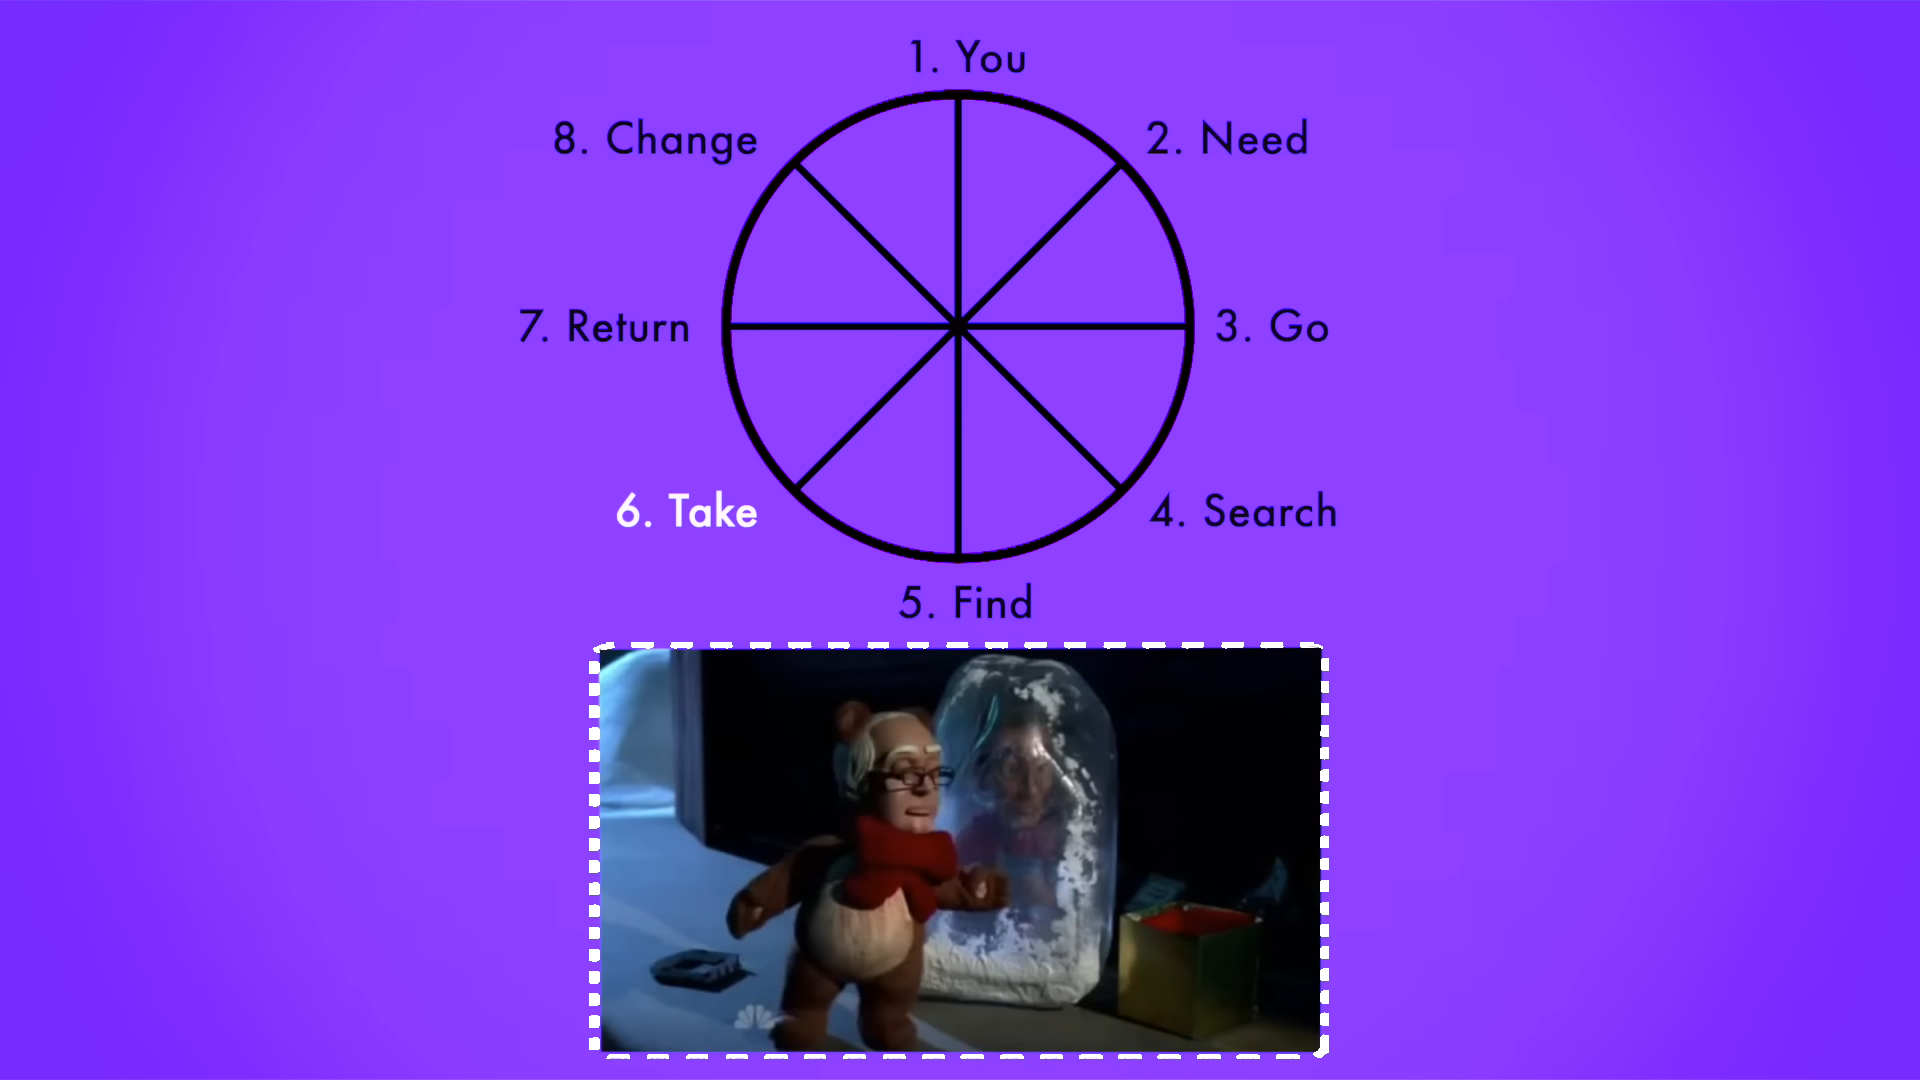 1. You
2. Need
3. Go
4. Search
5. Find
6. Take
7. Return
8. Change